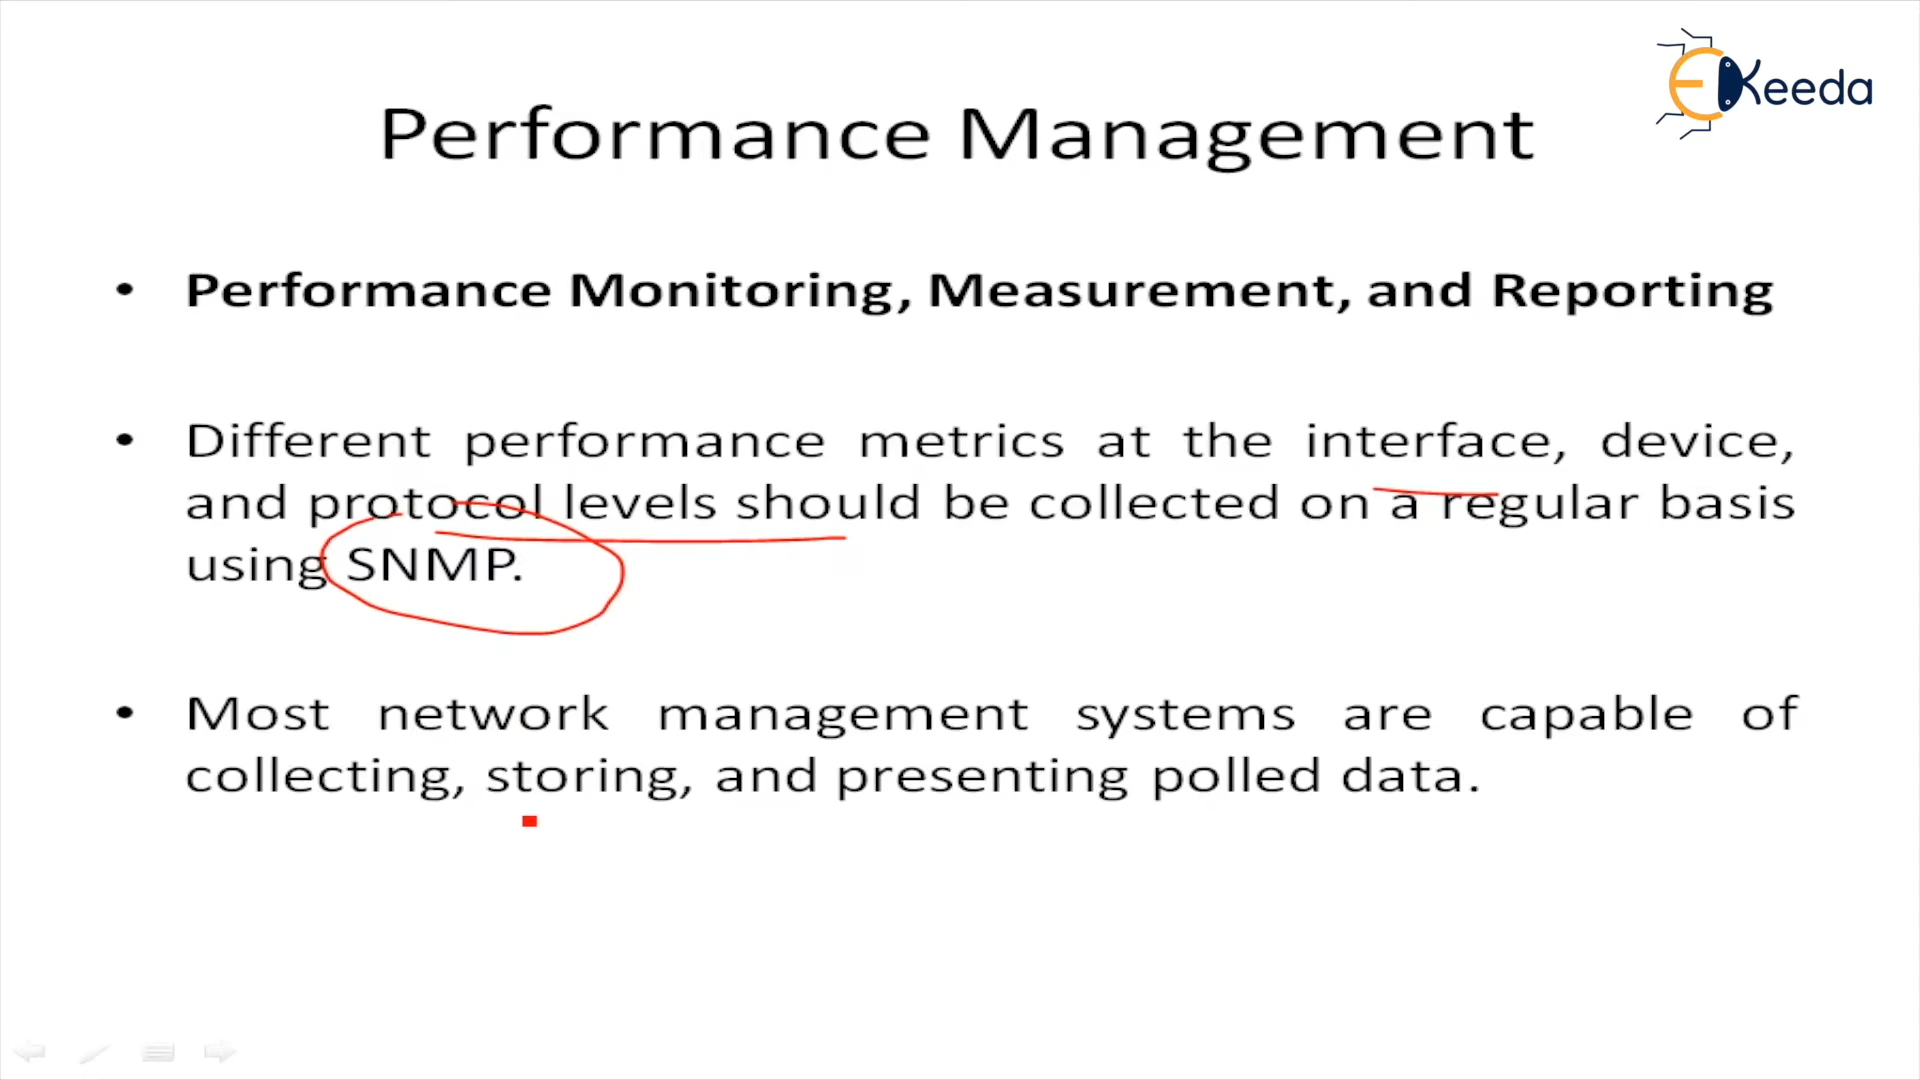 EKeeda
Performance Management
• Performance Monitoring, Measurement, and Reporting
• Different performance metrics at the interface, device,
and protocol levels should be collected on a regular basis
using SNMP.
• Most network management systems are capable of
collecting, storing, and presenting polled data.